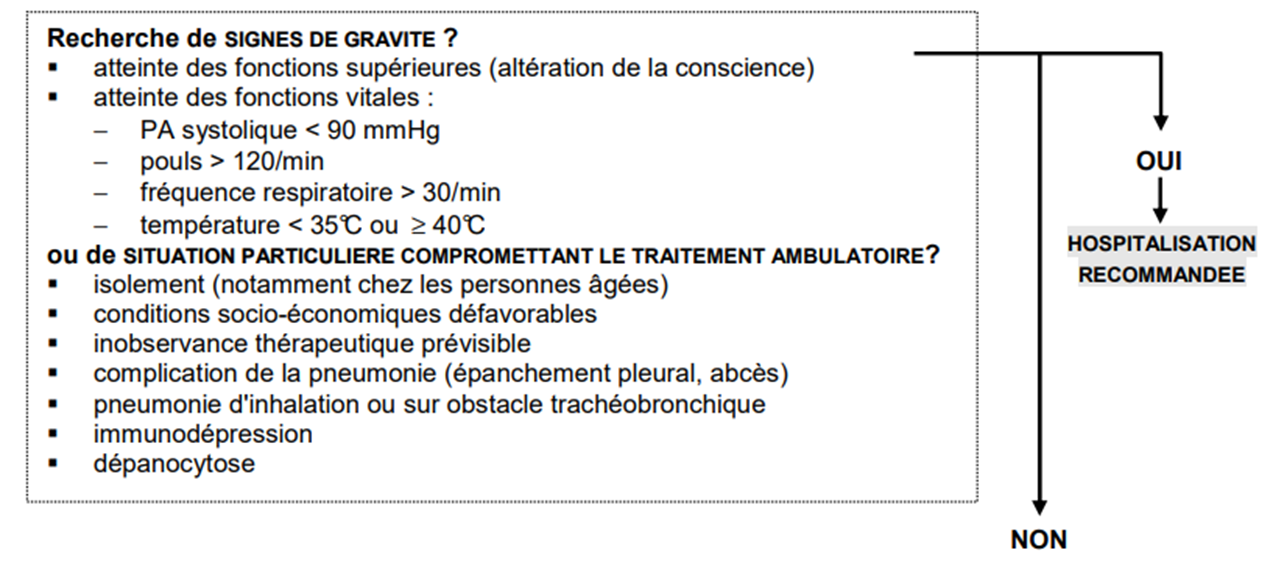 Recherche de SIGNES DE GRAVITE ?
▪ atteinte des fonctions supérieures (altération de la conscience)
▪ atteinte des fonctions vitales :
– PA systolique < 90 mmHg
– pouls > 120/min
– fréquence respiratoire > 30/min
– température < 35°C ou ≥ 40°C
ou de SITUATION PARTICULIERE COMPROMETTANT LE TRAITEMENT AMBULATOIRE?
▪ isolement (notamment chez les personnes âgées)
▪ conditions socio-économiques défavorables
▪ inobservance thérapeutique prévisible
▪ complication de la pneumonie (épanchement pleural, abcès)
▪ pneumonie d'inhalation ou sur obstacle trachéobronchique
▪ immunodépression
▪ dépanocytose
OUI
HOSPITALISATION
RECOMMANDEE
NON